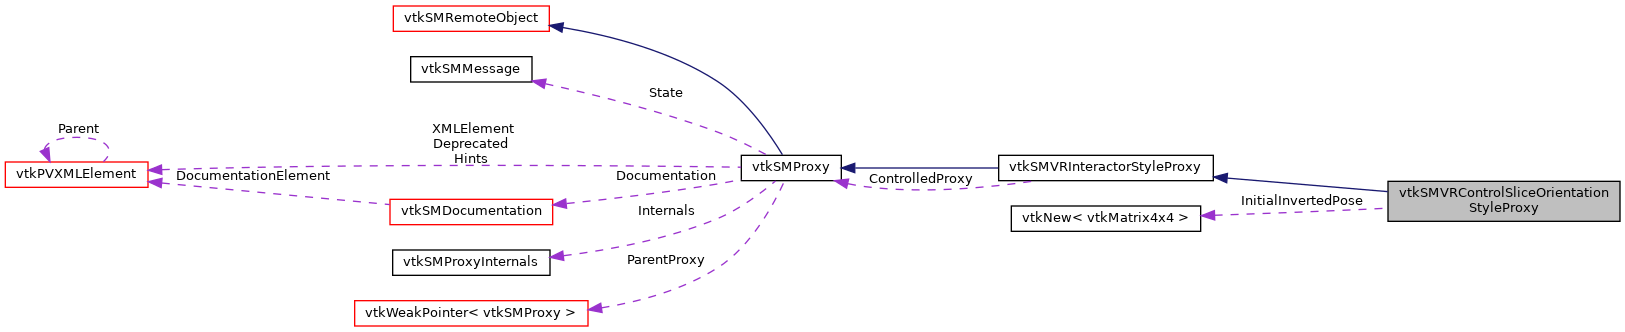 vtkSMRemoteObject
vtkSMMessage
State
Parent
XMLElement
Deprecated
Hints
vtkPVXMLElement
DocumentationElement
vtkSMProxy
vtkSMVRInteractorStyleProxy
ControlledProxy
Documentation
vtkSMDocumentation
Internals
vtkSMProxyInternals
ParentProxy
vtkWeakPointer< vtkSMProxy >
vtkNew< vtkMatrix4x4 >
InitialInvertedPose
vtkSMVRControlSliceOrientation
StyleProxy